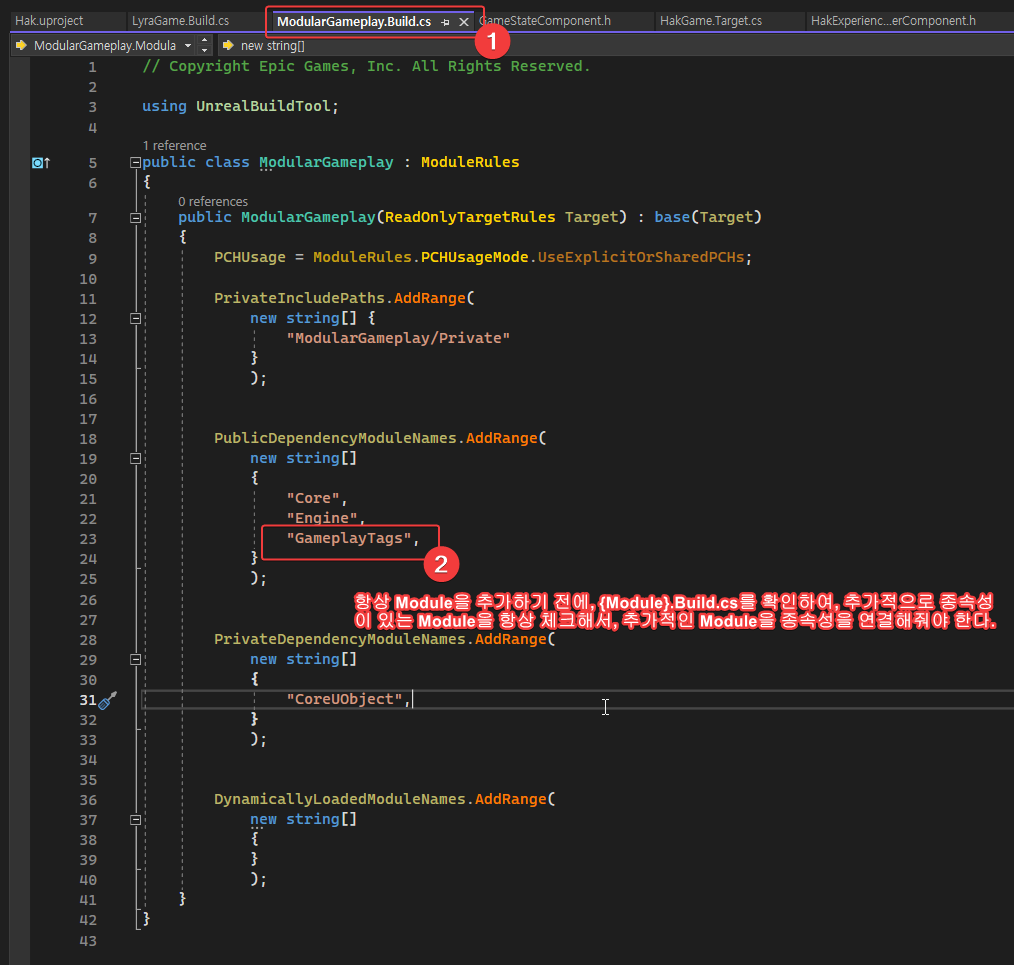 Hak.uproject
LyraGame.Build.cs
ModularGameplay.Build.cs
GameStateComponent.h
HakGame.Target.cs
HakExperienc...erComponent.h
1
ModularGameplay.Modula
new string[]
1 // Copyright Epic Games, Inc. All Rights Reserved.
2
3 using UnrealBuildTool;
4
1 reference
5 public class ModularGameplay : ModuleRules
6 {
0 references
7 public ModularGameplay(ReadOnlyTargetRules Target) : base(Target)
8 {
9 PCHUsage = ModuleRules.PCHUsageMode.UseExplicitOrSharedPCHs;
10
11 PrivateIncludePaths.AddRange(
12 new string[] {
13 "ModularGameplay/Private"
14 }
15 );
16
17
18 PublicDependencyModuleNames.AddRange(
19 new string[]
20 {
21 "Core",
22 "Engine",
23 "GameplayTags",
24 }
2
25 );
26 항상 Module을 추가하기 전에, {Module}.Build.cs를 확인하여, 추가적으로 종속성
27 이 있는 Module을 항상 체크해서, 추가적인 Module을 종속성을 연결해줘야 한다.
28 PrivateDependencyModuleNames.AddRange(
29 new string[]
30 {
31 "CoreUObject",
32 }
33 );
34
35
36 DynamicallyLoadedModuleNames.AddRange(
37 new string[]
38 {
39 }
40 );
41 }
42 }
43